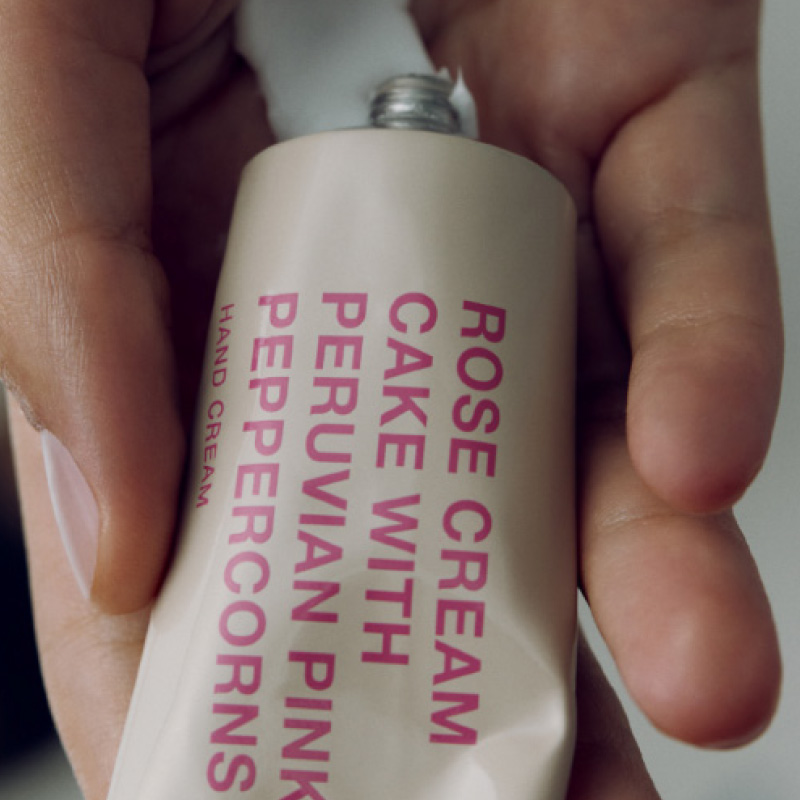 ROSE CREAM
CAKE WITH
PERUVIAN PINK
PEPPERCORNS
HAND CREAM